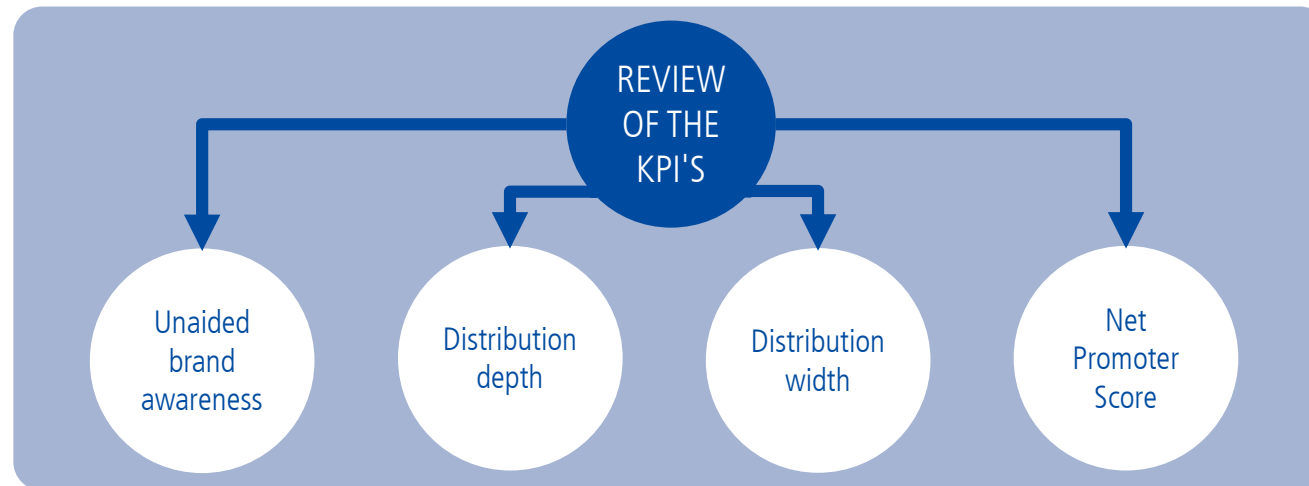 REVIEW
OF THE
KPI'S
Unaided
brand
awareness
Distribution
depth
Distribution
width
Net
Promoter
Score